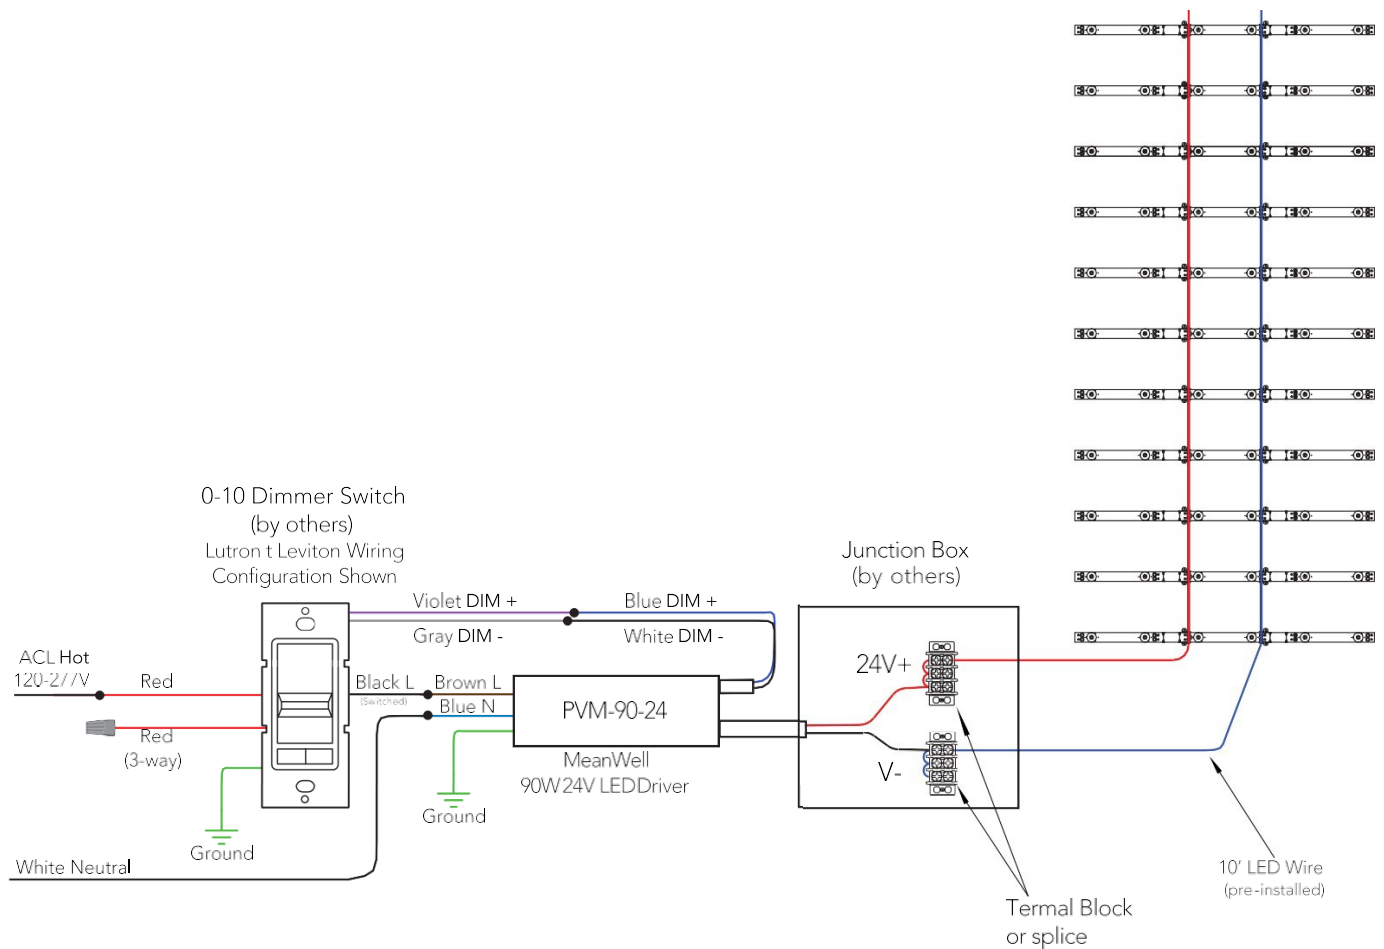 0-10 Dimmer Switch
(by others)
Lutron t Leviton Wiring
Configuration Shown
Junction Box
(by others)
Violet DIM +
Blue DIM +
Gray DIM -
White DIM -
ACL Hot
120-277V
Red
Black L
(Switched)
Brown L
Blue N
PVM-90-24
24V+
Red
(3-way)
MeanWell
90W 24V LED Driver
V-
Ground
Ground
White Neutral
10' LED Wire
(pre-installed)
Termal Block
or splice